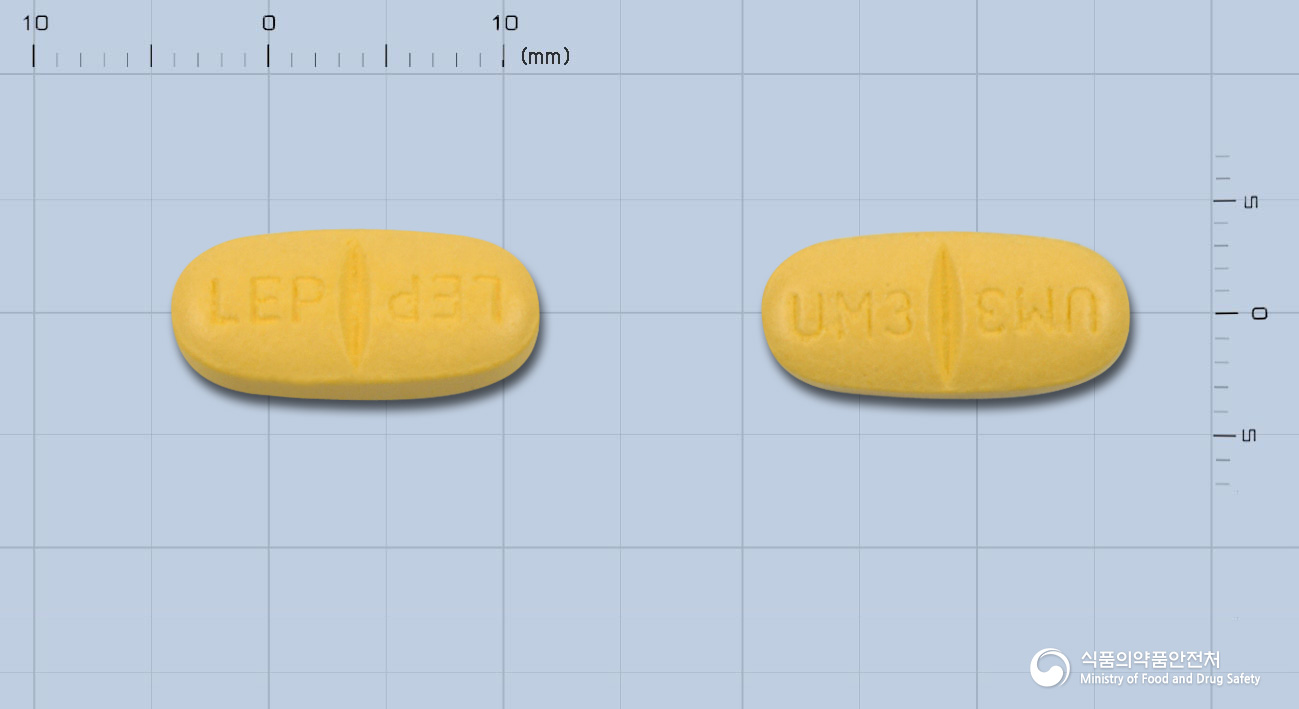 10 0 10 (mm)
5
0
5
LEP LEP
UM3 UM3
식품의약품안전처
Ministry of Food and Drug Safety